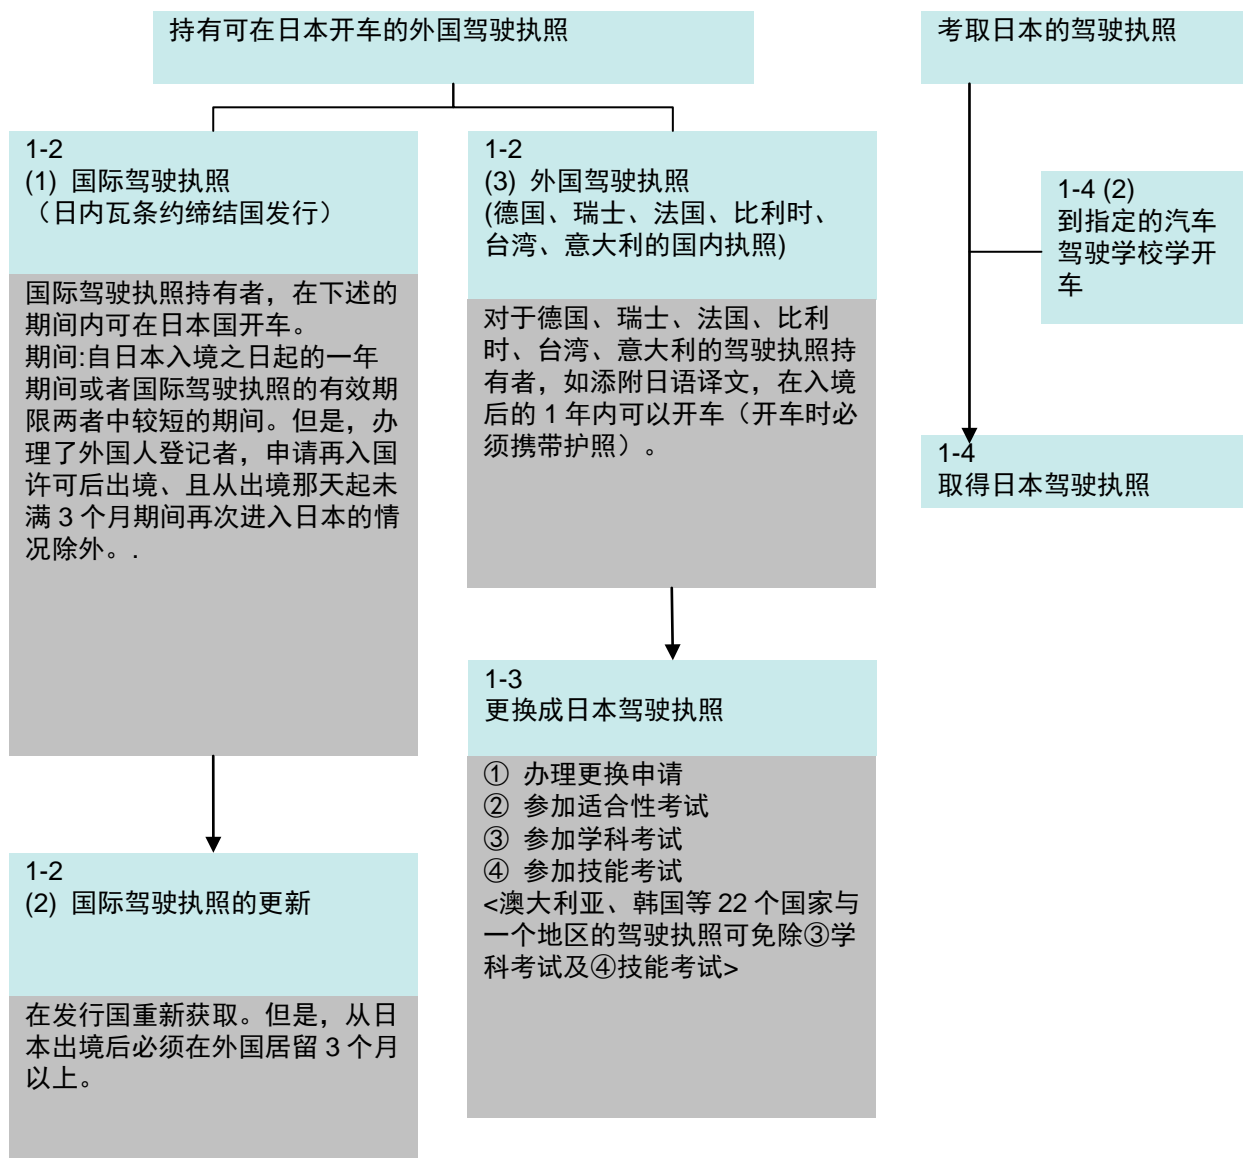 持有可在日本开车的外国驾驶执照
考取日本的驾驶执照
1-2
(1) 国际驾驶执照
（日内瓦条约缔结国发行）
国际驾驶执照持有者，在下述的
期间内可在日本国开车。
期间:自日本入境之日起的一年
期间或者国际驾驶执照的有效期
限两者中较短的期间。但是，办
理了外国人登记者，申请再入国
许可后出境、且从出境那天起未
满 3 个月期间再次进入日本的情
况除外。.
1-2
(2) 国际驾驶执照的更新
在发行国重新获取。但是，从日
本出境后必须在外国居留 3 个月
以上。
1-2
(3) 外国驾驶执照
(德国、瑞士、法国、比利时、
台湾、意大利的国内执照)
对于德国、瑞士、法国、比利
时、台湾、意大利的驾驶执照持
有者，如添附日语译文，在入境
后的 1 年内可以开车（开车时必
须携带护照）。
1-3
更换成日本驾驶执照
① 办理更换申请
② 参加适合性考试
③ 参加学科考试
④ 参加技能考试
<澳大利亚、韩国等 22 个国家与
一个地区的驾驶执照可免除③学
科考试及④技能考试>
1-4 (2)
到指定的汽车
驾驶学校学开
车
1-4
取得日本驾驶执照